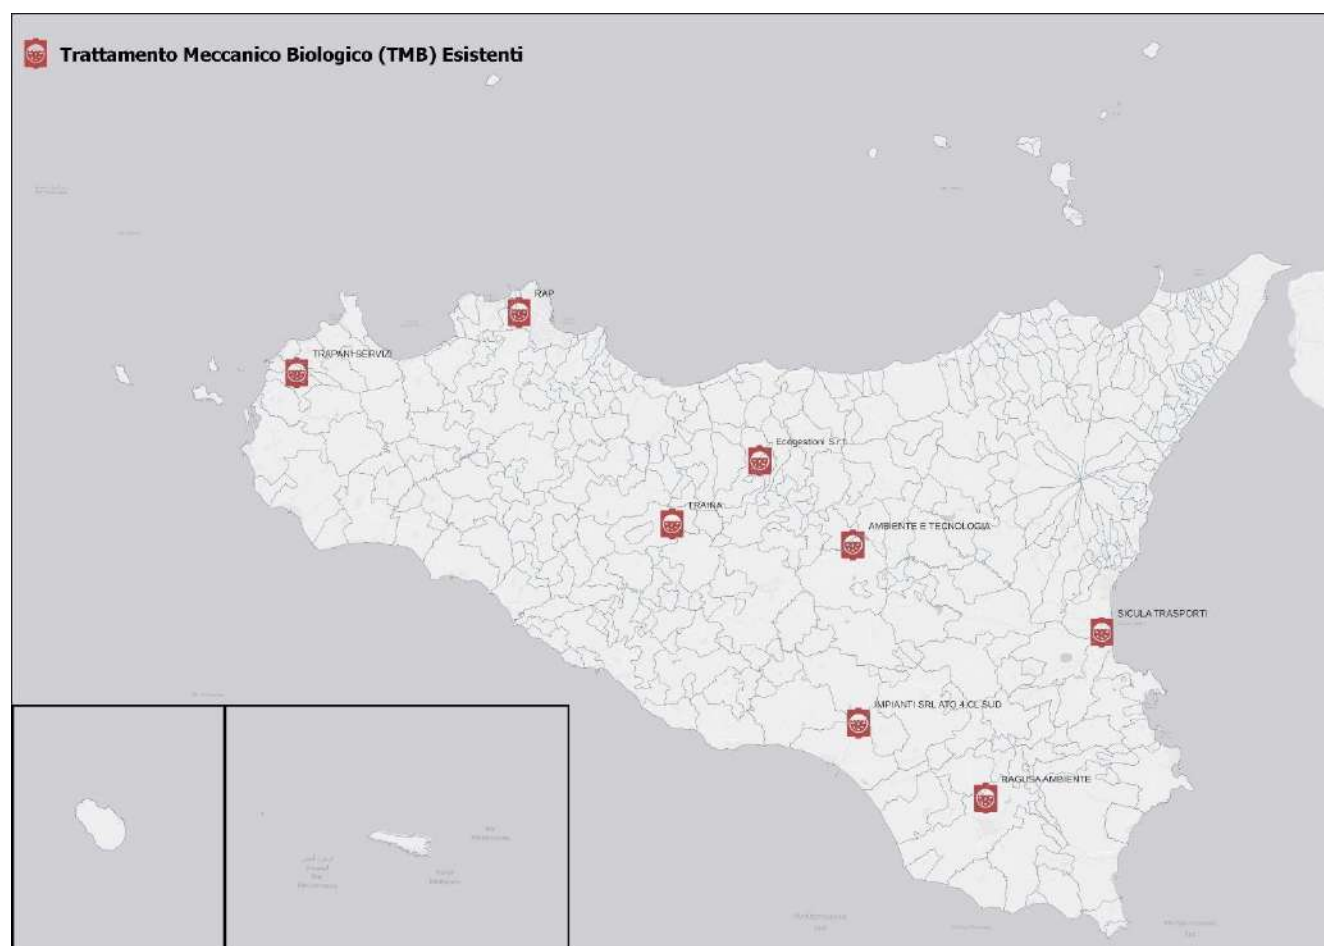 Trattamento Meccanico Biologico (TMB) Esistenti
RAP
TRAPANI SERVIZI
Ecogestioni S.r.l.
TRAINA
AMBIENTE E TECNOLOGIA
SICULA TRASPORTI
IMPIANTI SRL ATO 4 CL SUD
RAGUSA AMBIENTE